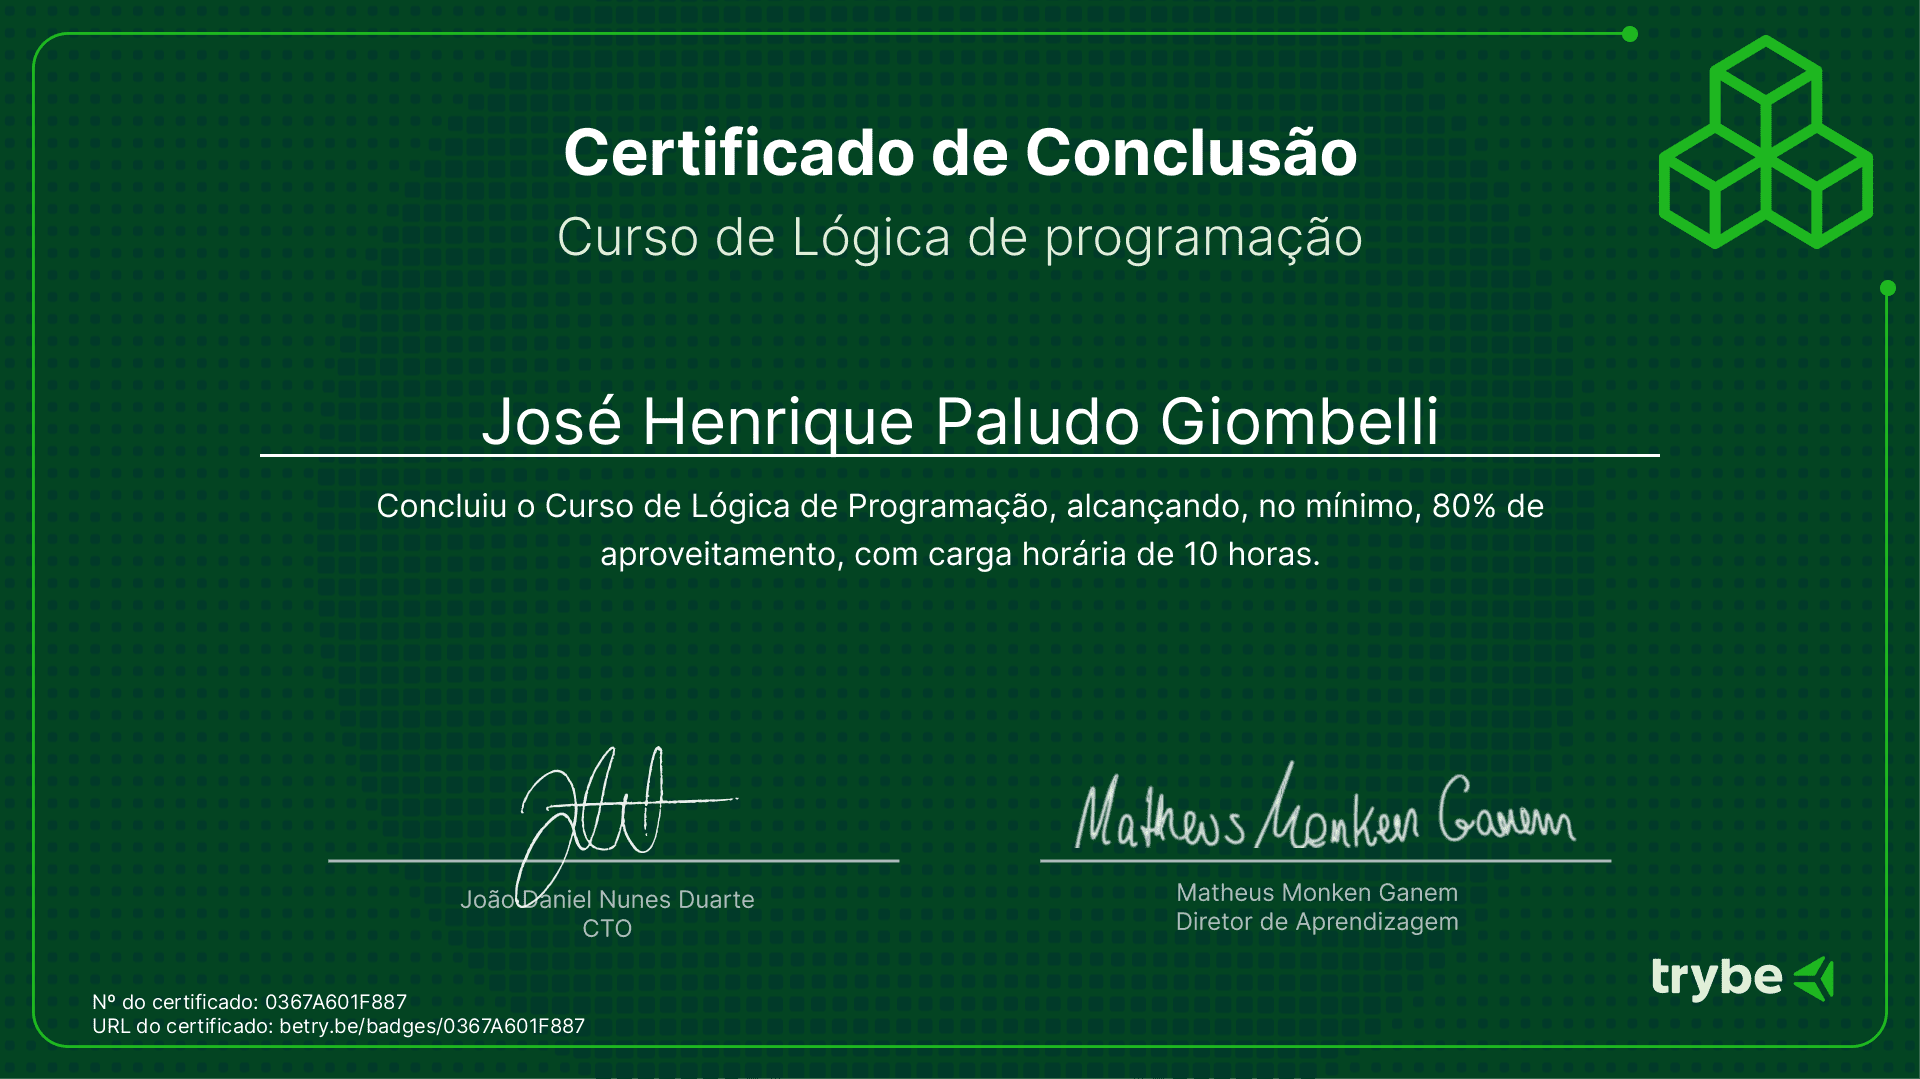 Certificado de Conclusão
Curso de Lógica de programação
José Henrique Paludo Giombelli
Concluiu o Curso de Lógica de Programação, alcançando, no mínimo, 80% de
aproveitamento, com carga horária de 10 horas.
Matheus Monken Ganem
João Daniel Nunes Duarte
CTO
Matheus Monken Ganem
Diretor de Aprendizagem
trybe
Nº do certificado: 0367A601F887
URL do certificado: betry.be/badges/0367A601F887